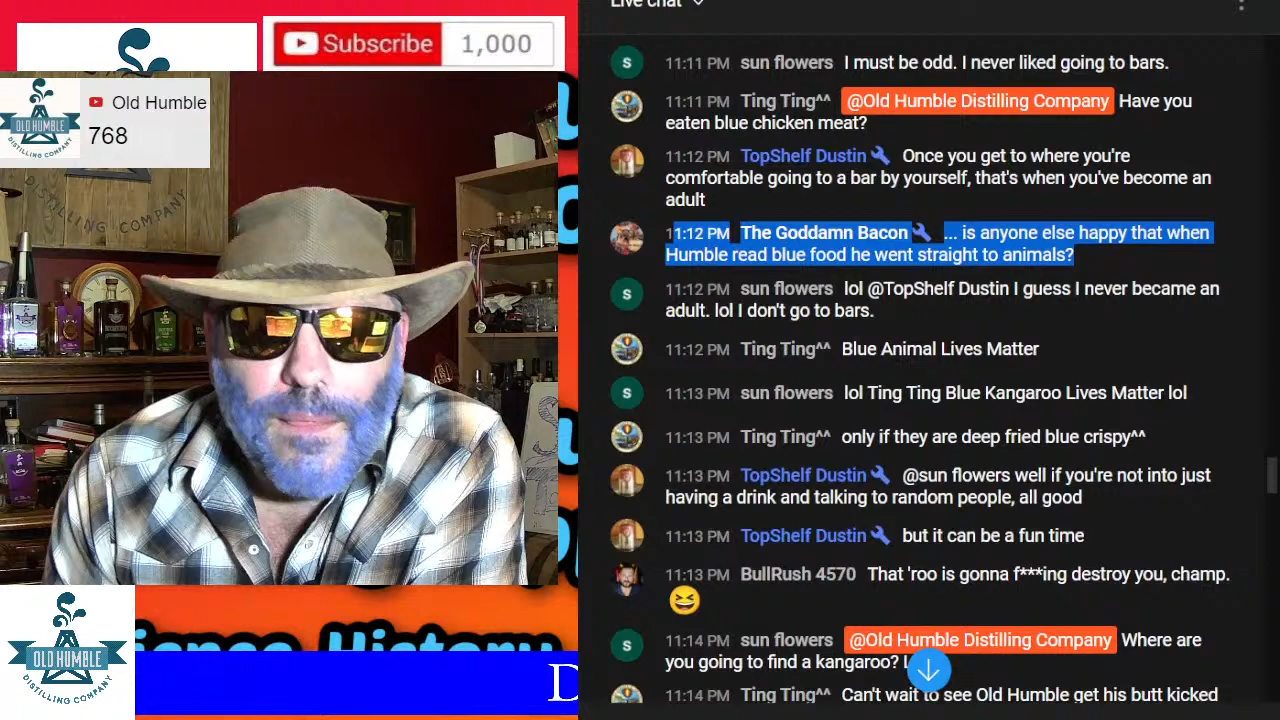 Subscribe 1,000
Old Humble
768
OLD HUMBLE
DISTILLING COMPANY
DISTILLING COMPANY
OLD HUMBLE
DISTILLING COMPANY
History
D
Live chat
11:11 PM sun flowers I must be odd. I never liked going to bars.
11:11 PM Ting Ting^^ @Old Humble Distilling Company Have you
eaten blue chicken meat?
11:12 PM TopShelf Dustin Once you get to where you're
comfortable going to a bar by yourself, that's when you've become an
adult
11:12 PM The Goddamn Bacon ... is anyone else happy that when
Humble read blue food he went straight to animals?
S
11:12 PM sun flowers lol @TopShelf Dustin I guess I never became an
adult. lol I don't go to bars.
11:12 PM Ting Ting^^ Blue Animal Lives Matter
S
11:13 PM sun flowers lol Ting Ting Blue Kangaroo Lives Matter lol
11:13 PM Ting Ting^^ only if they are deep fried blue crispy^^
11:13 PM TopShelf Dustin @sun flowers well if you're not into just
having a drink and talking to random people, all good
11:13 PM TopShelf Dustin but it can be a fun time
11:13 PM BullRush 4570 That 'roo is gonna f***ing destroy you, champ.
😆
S
11:14 PM sun flowers @Old Humble Distilling Company Where are
you going to find a kangaroo? L
11:14 PM Ting Ting^^ Can't wait to see Old Humble get his butt kicked